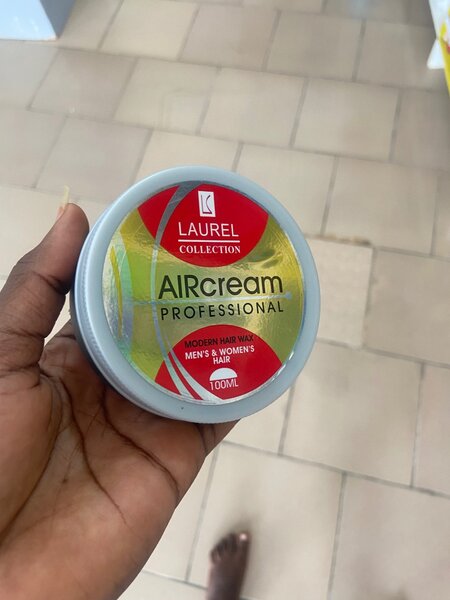 LAUREL
COLLECTION
AIRcream
PROFESSIONAL
MODERN HAIR WAX
MEN'S & WOMEN'S
HAIR
100ML